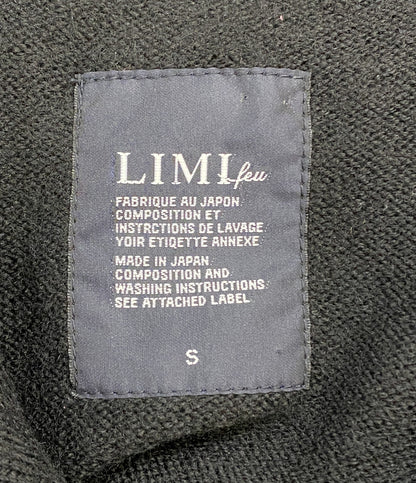 LIMI feu
FABRIQUE AU JAPON
COMPOSITION ET
INSTRCTIONS DE LAVAGE
YOIR ETIQETTE ANNEXE
MADE IN JAPAN
COMPOSITION AND
WASHING INSTRUCTIONS
SEE ATTACHED LABEL
S